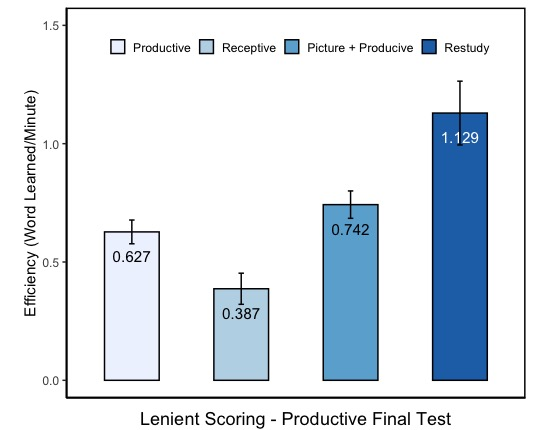 1.5
Productive Receptive Picture + Producive Restudy
1.129
1.0
0.742
0.627
0.5
0.387
0.0
Efficiency (Word Learned/Minute)
Lenient Scoring - Productive Final Test